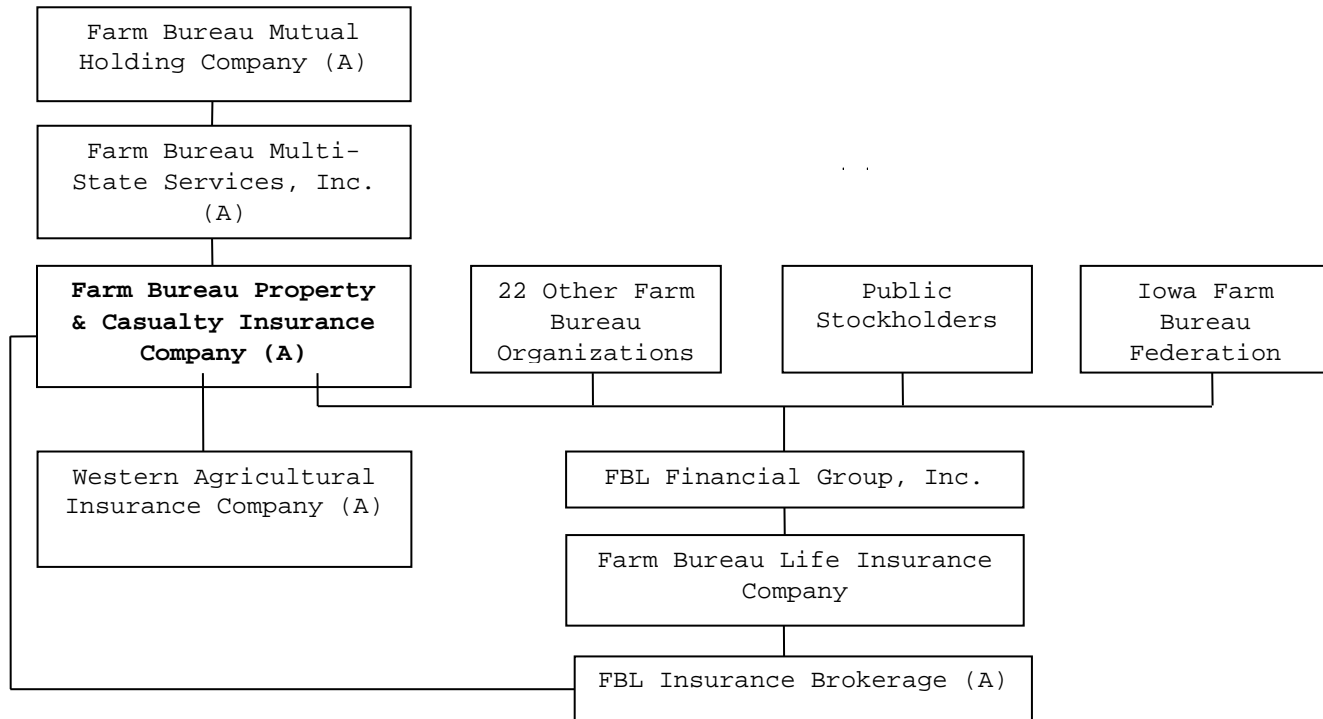 Farm Bureau Mutual
Holding Company (A)
Farm Bureau Multi-
State Services, Inc.
(A)
Farm Bureau Property
& Casualty Insurance
Company (A)
22 Other Farm
Bureau
Organizations
Public
Stockholders
Iowa Farm
Bureau
Federation
Western Agricultural
Insurance Company (A)
FBL Financial Group, Inc.
Farm Bureau Life Insurance
Company
FBL Insurance Brokerage (A)